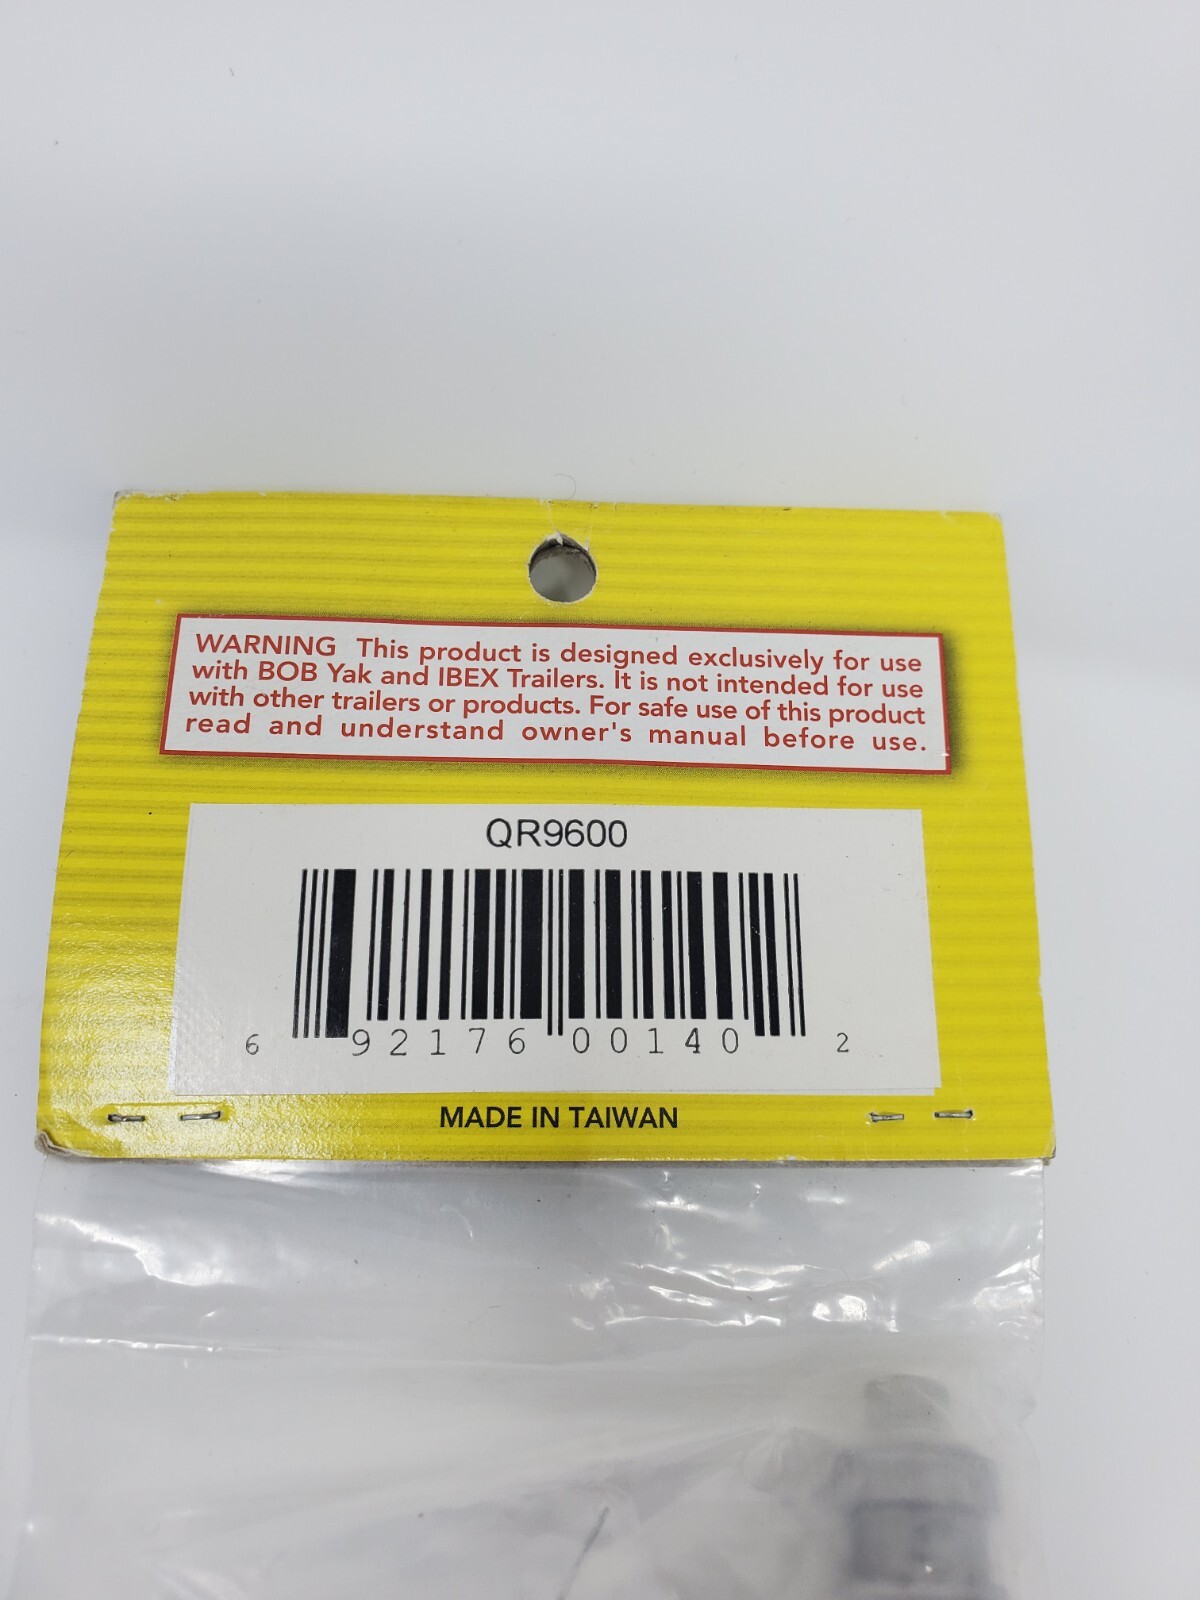 WARNING This product is designed exclusively for use
with BOB Yak and IBEX Trailers. It is not intended for use
with other trailers or products. For safe use of this product
read and understand owner's manual before use.
QR9600
6 92176 00140 2
MADE IN TAIWAN